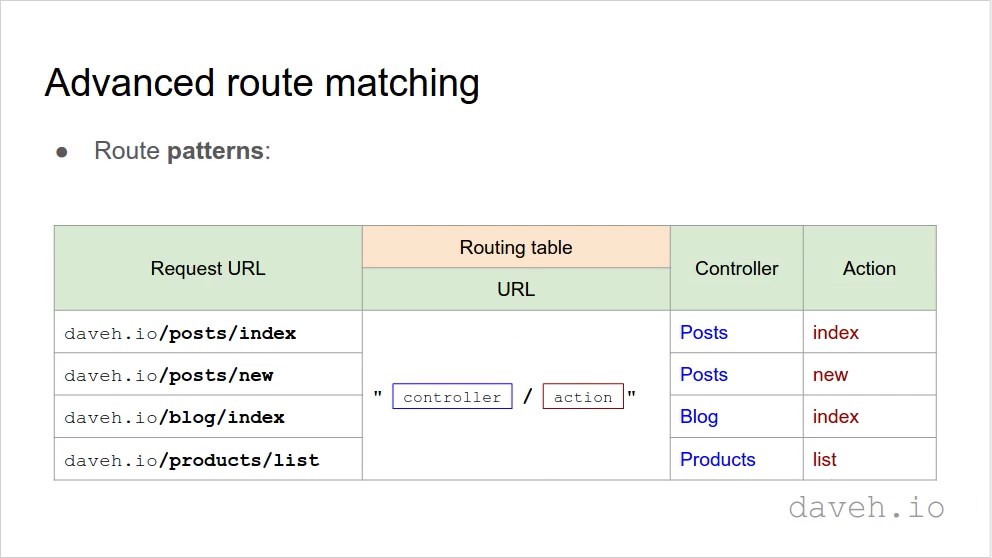 Advanced route matching
● Route patterns:
Request URL Routing table Controller Action
URL
daveh.io/posts/index Posts index
daveh.io/posts/new Posts new
" controller / action "
daveh.io/blog/index Blog index
daveh.io/products/list Products list
daveh.io